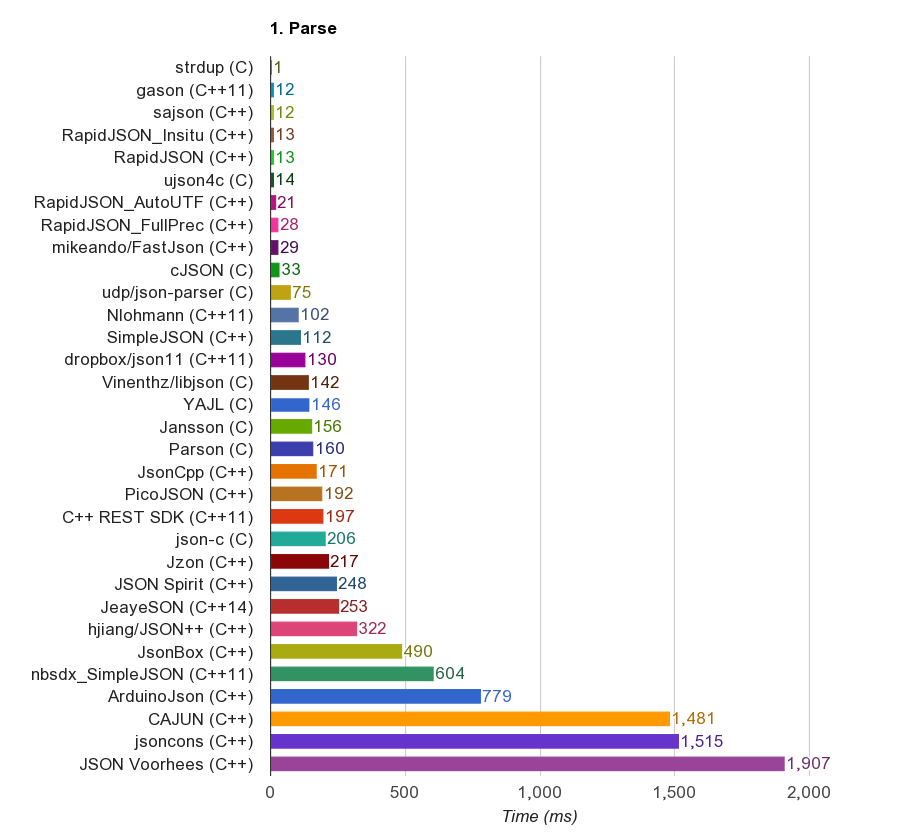 1. Parse
strdup (C) 1
gason (C++11) 12
sajson (C++) 12
RapidJSON_Insitu (C++) 13
RapidJSON (C++) 13
ujson4c (C) 14
RapidJSON_AutoUTF (C++) 21
RapidJSON_FullPrec (C++) 28
mikeando/FastJson (C++) 29
cJSON (C) 33
udp/json-parser (C) 75
Nlohmann (C++11) 102
SimpleJSON (C++) 112
dropbox/json11 (C++11) 130
Vinenthz/libjson (C) 142
YAJL (C) 146
Jansson (C) 156
Parson (C) 160
JsonCpp (C++) 171
PicoJSON (C++) 192
C++ REST SDK (C++11) 197
json-c (C) 206
Jzon (C++) 217
JSON Spirit (C++) 248
JeayeSON (C++14) 253
hjiang/JSON++ (C++) 322
JsonBox (C++) 490
nbsdx_SimpleJSON (C++11) 604
ArduinoJson (C++) 779
CAJUN (C++) 1,481
jsoncons (C++) 1,515
JSON Voorhees (C++) 1,907
0 500 1,000 1,500 2,000
Time (ms)